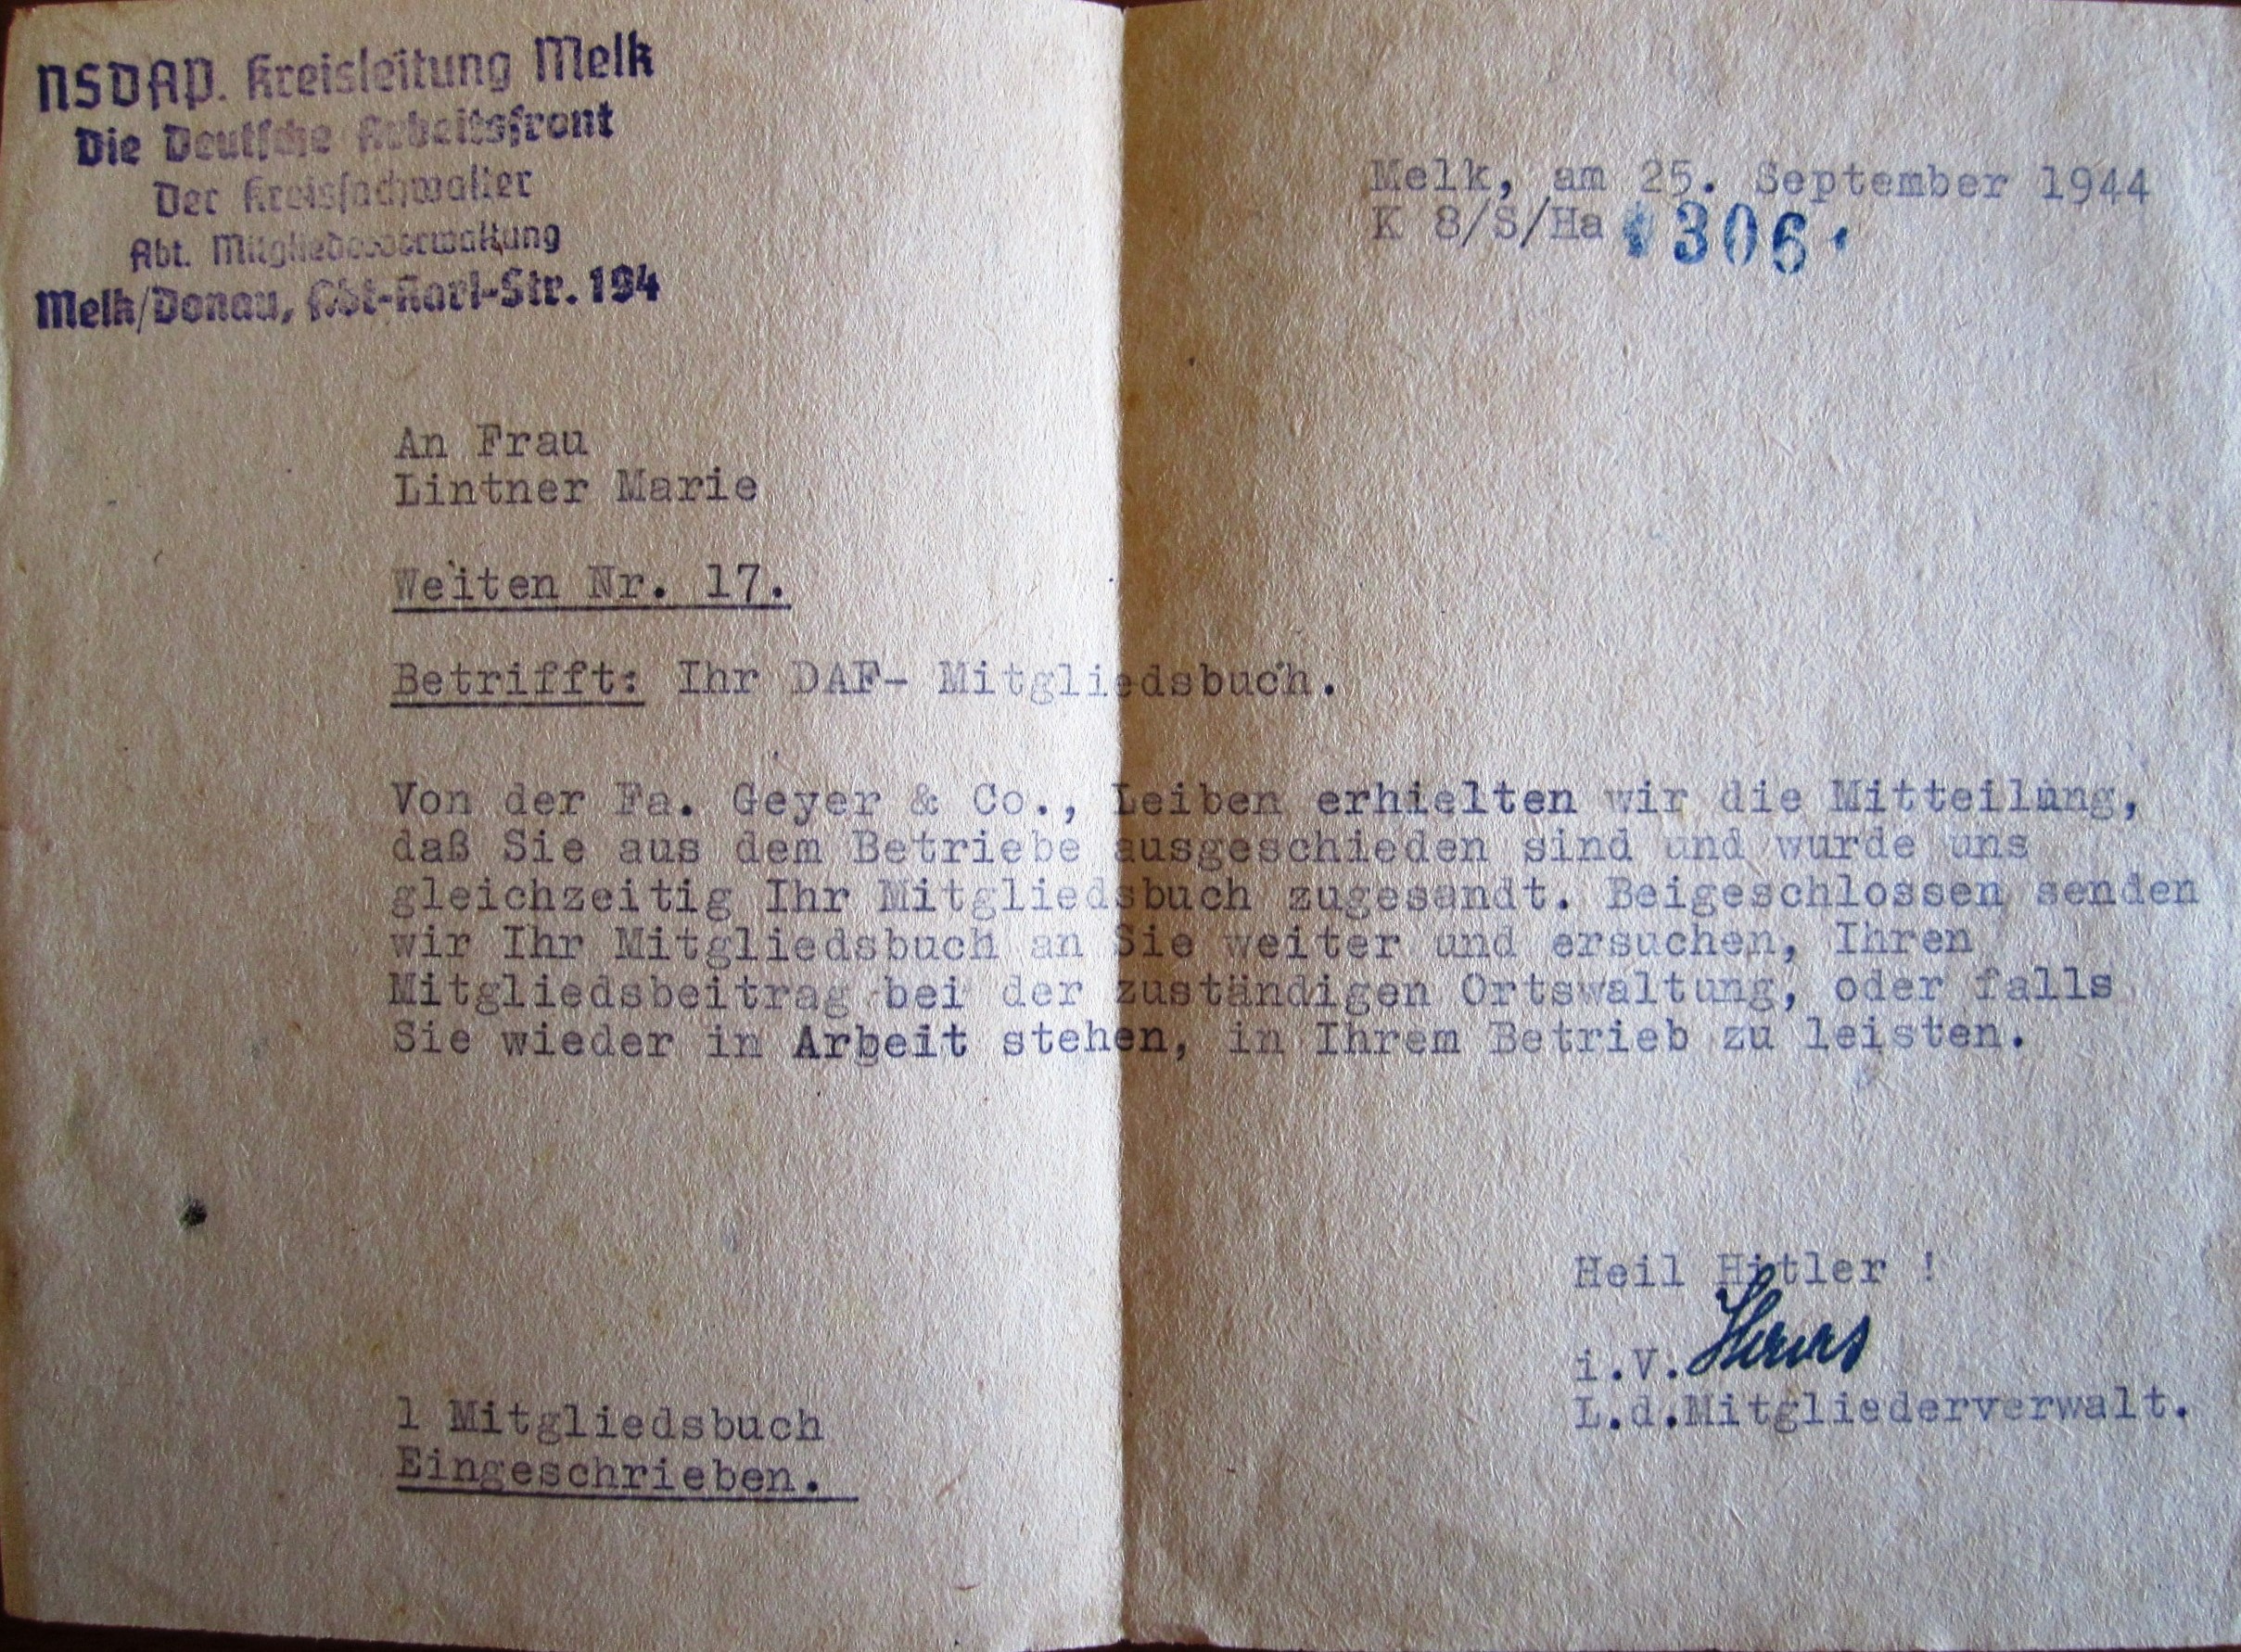 NSDAP. Kreisleitung Melk
Die Deutsche Arbeitsfront
Der Kreisfachwalter
Abt. Mitgliederverwaltung
Melk/Donau, Abt-Karl-Str. 194
Melk, am 25. September 1944
K 8/S/Ha 306
An Frau
Lintner Marie
Weiten Nr. 17.
Betrifft: Ihr DAF- Mitgliedsbuch.
Von der Fa. Geyer & Co., Leiben erhielten wir die Mitteilung,
daß Sie aus dem Betriebe ausgeschieden sind und wurde uns
gleichzeitig Ihr Mitgliedsbuch zugesandt. Beigeschlossen senden
wir Ihr Mitgliedsbuch an Sie weiter und ersuchen, Ihren
Mitgliedsbeitrag bei der zuständigen Ortswaltung, oder falls
Sie wieder in Arbeit stehen, in Ihrem Betrieb zu leisten.
Heil Hitler !
i.V.
L.d.Mitgliederverwalt.
1 Mitgliedsbuch
Eingeschrieben.